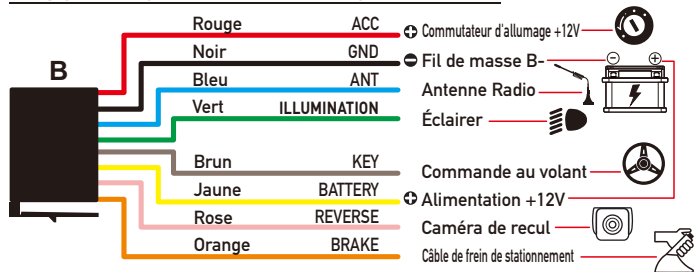 B
Rouge ACC Commutateur d'allumage +12V
Noir GND Fil de masse B-
Bleu ANT Antenne Radio
Vert ILLUMINATION Éclairer
Brun KEY Commande au volant
Jaune BATTERY Alimentation +12V
Rose REVERSE Caméra de recul
Orange BRAKE Câble de frein de stationnement